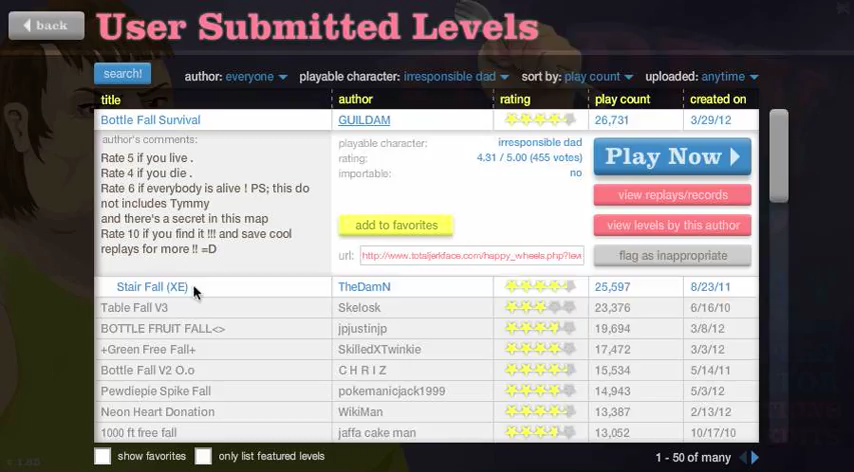 back
User Submitted Levels
search!
author: everyone playable character: irresponsible dad sort by: play count uploaded: anytime
title author rating play count created on
Bottle Fall Survival GUILDAM 26,731 3/29/12
author's comments:
Rate 5 if you live .
Rate 4 if you die .
Rate 6 if everybody is alive ! PS; this do
not includes Tymmy
and there's a secret in this map
Rate 10 if you find it !!! and save cool
replays for more !! =D
playable character: irresponsible dad
rating: 4.31 / 5.00 (455 votes)
importable: no
add to favorites
url: http://www.totaljerkface.com/happy_wheels.php?lev
Play Now
view replays/records
view levels by this author
flag as inappropriate
Stair Fall (XE) TheDamN 25,597 8/23/11
Table Fall V3 Skelosk 23,376 6/16/10
BOTTLE FRUIT FALL<> jpjustinjp 19,694 3/8/12
+Green Free Fall+ SkilledXTwinkie 17,472 3/3/12
Bottle Fall V2 O.o C H R I Z 15,534 5/14/11
Pewdiepie Spike Fall pokemanicjack1999 14,943 5/3/12
Neon Heart Donation WikiMan 13,387 2/13/12
1000 ft free fall jaffa cake man 13,052 10/17/10
show favorites only list featured levels 1 - 50 of many